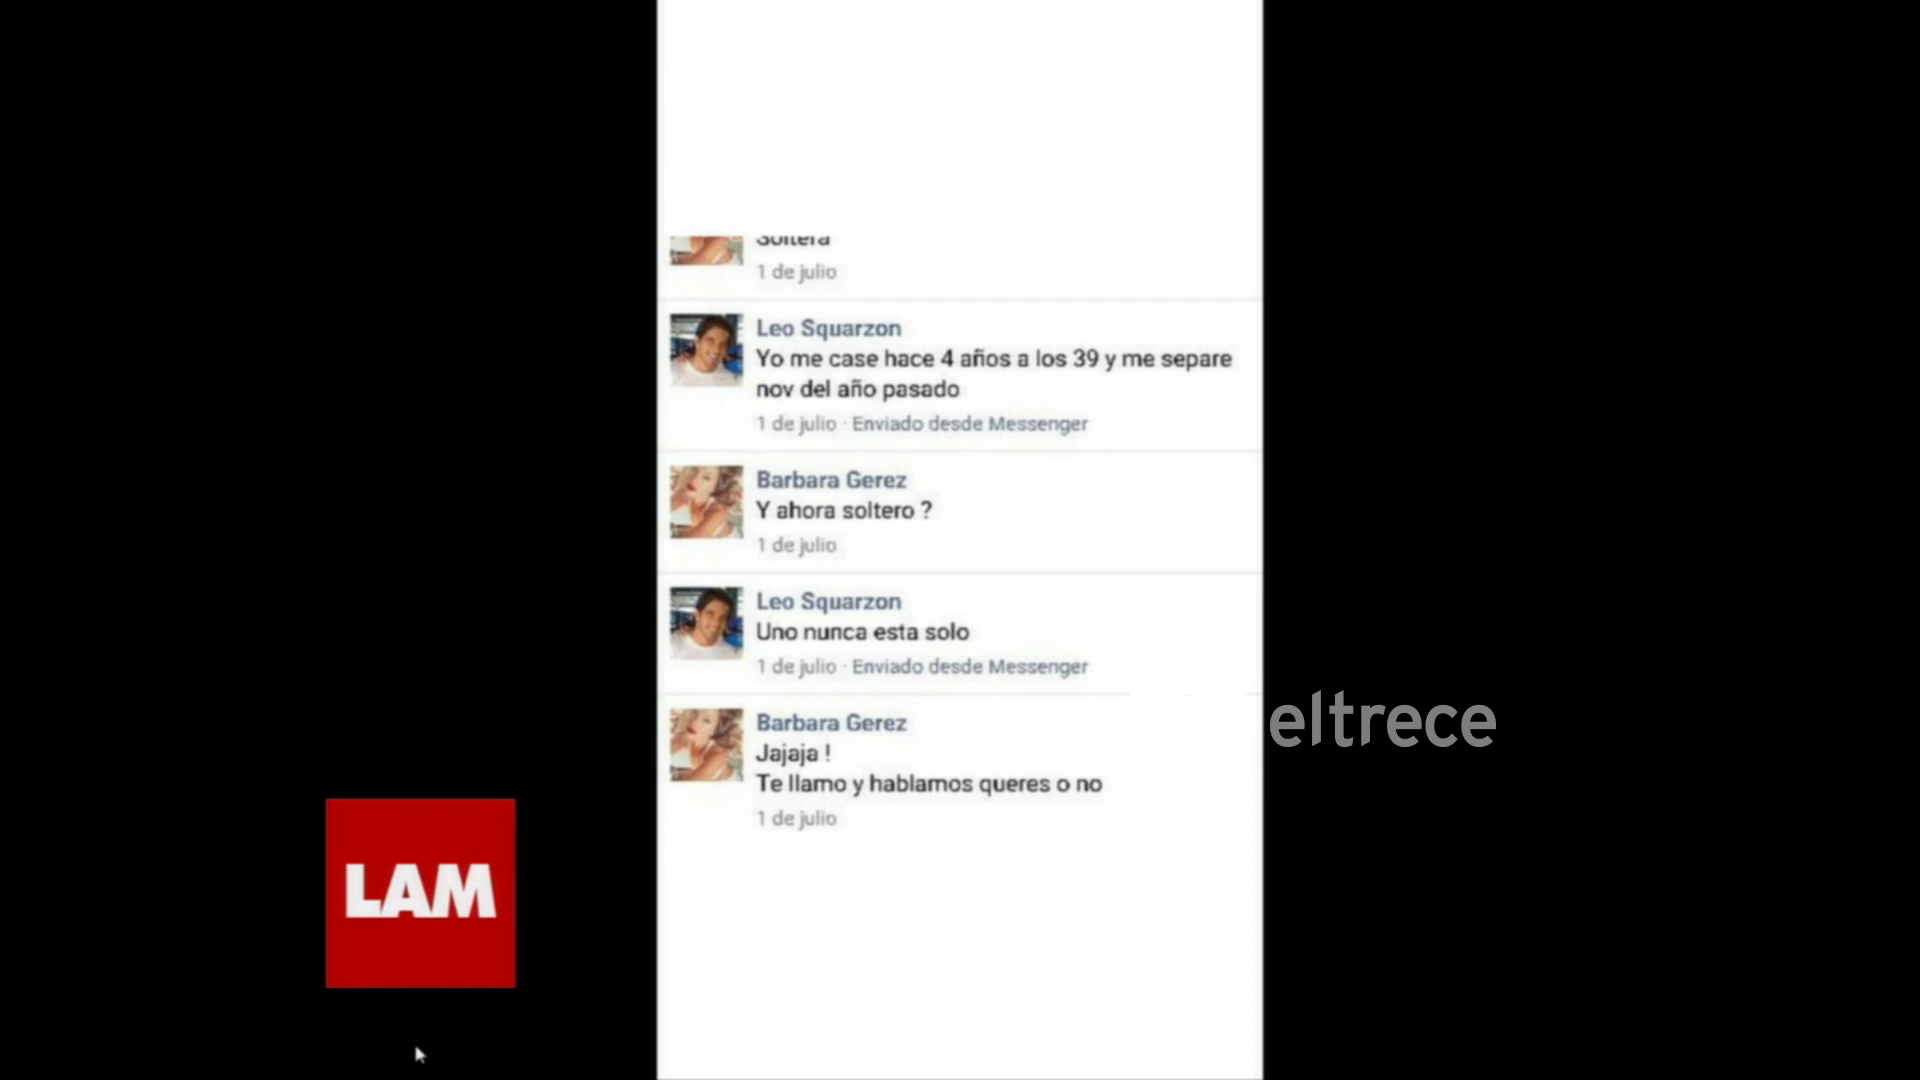 Soltera
1 de julio
Leo Squarzon
Yo me case hace 4 años a los 39 y me separe
nov del año pasado
1 de julio · Enviado desde Messenger
Barbara Gerez
Y ahora soltero ?
1 de julio
Leo Squarzon
Uno nunca esta solo
1 de julio · Enviado desde Messenger
Barbara Gerez
Jajaja !
Te llamo y hablamos queres o no
1 de julio
eltrece
LAM